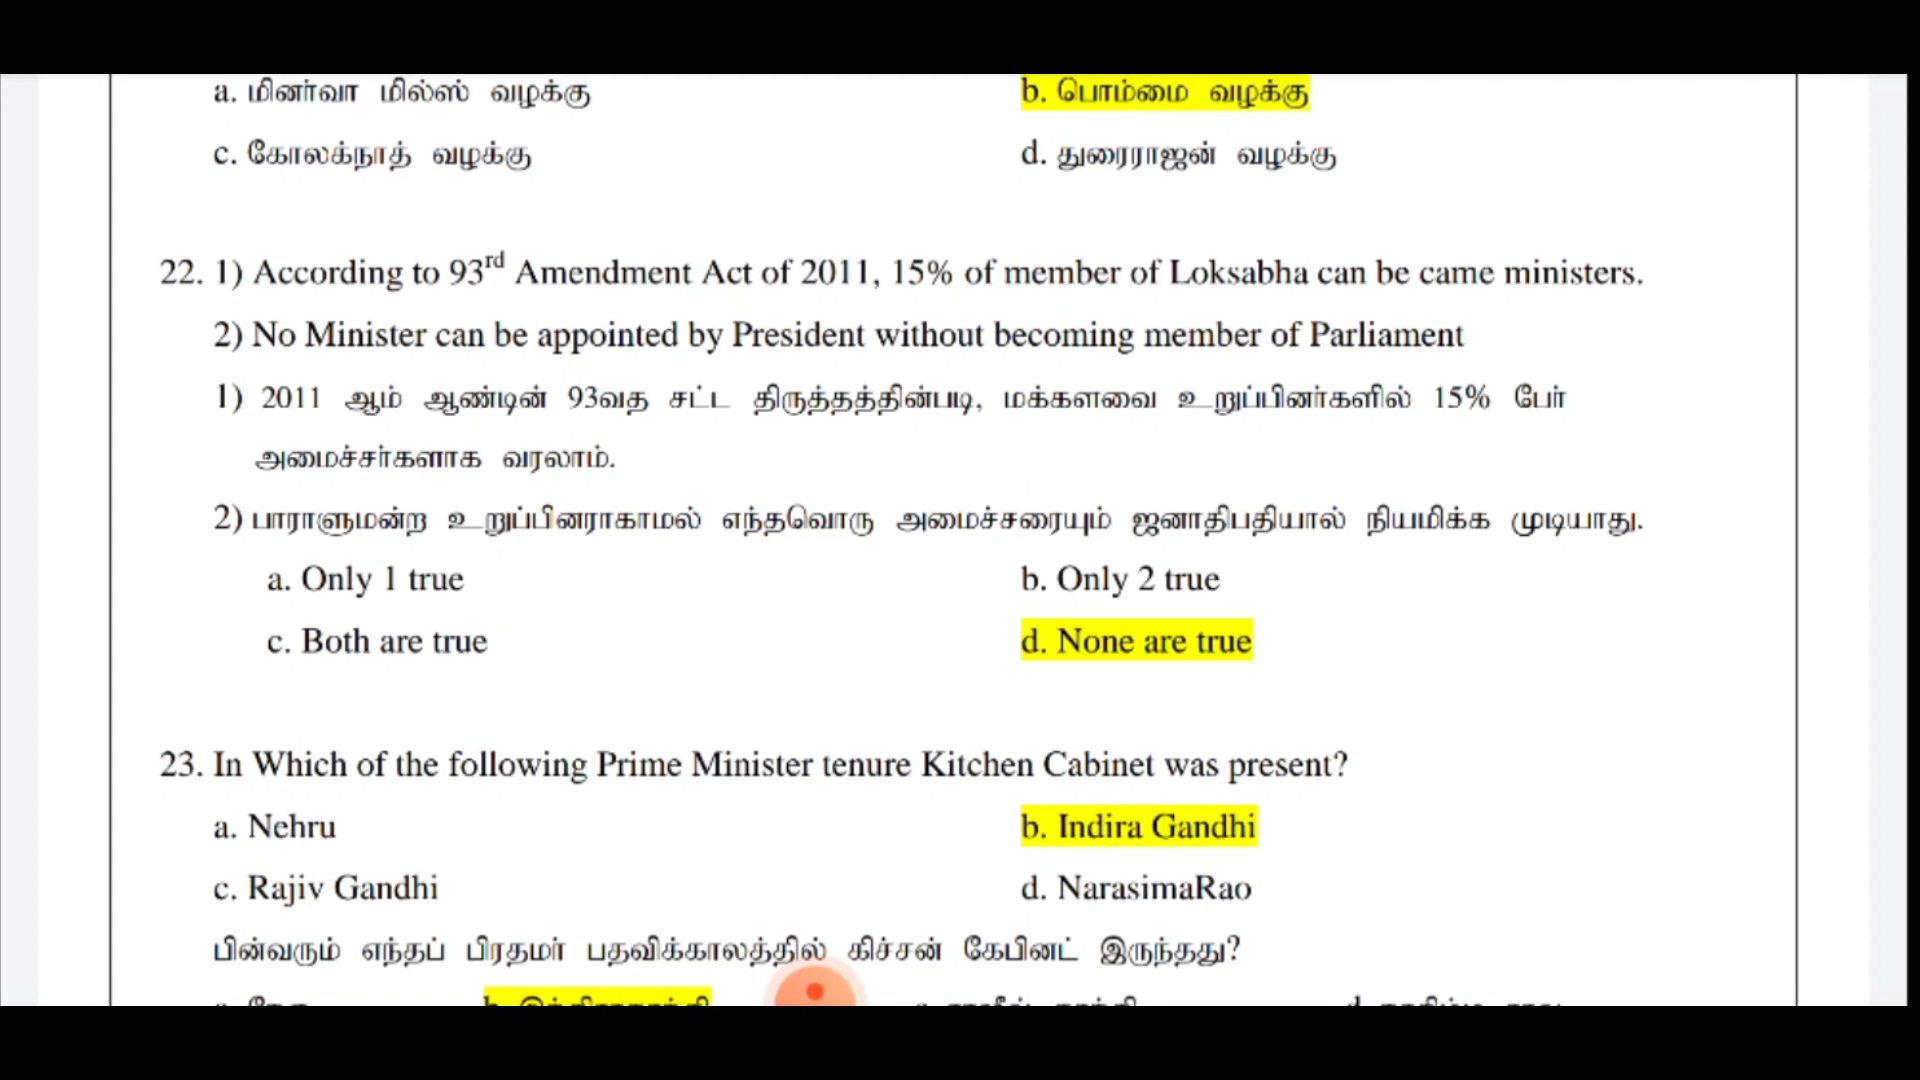 a. மினர்வா மில்ஸ் வழக்கு b. பொம்மை வழக்கு
c. கோலக்நாத் வழக்கு d. துரைராஜன் வழக்கு
22. 1) According to 93rd Amendment Act of 2011, 15% of member of Loksabha can be came ministers.
2) No Minister can be appointed by President without becoming member of Parliament
1) 2011 ஆம் ஆண்டின் 93வத சட்ட திருத்தத்தின்படி, மக்களவை உறுப்பினர்களில் 15% பேர்
அமைச்சர்களாக வரலாம்.
2) பாராளுமன்ற உறுப்பினராகாமல் எந்தவொரு அமைச்சரையும் ஜனாதிபதியால் நியமிக்க முடியாது.
a. Only 1 true b. Only 2 true
c. Both are true d. None are true
23. In Which of the following Prime Minister tenure Kitchen Cabinet was present?
a. Nehru b. Indira Gandhi
c. Rajiv Gandhi d. NarasimaRao
பின்வரும் எந்தப் பிரதமர் பதவிக்காலத்தில் கிச்சன் கேபினட் இருந்தது?